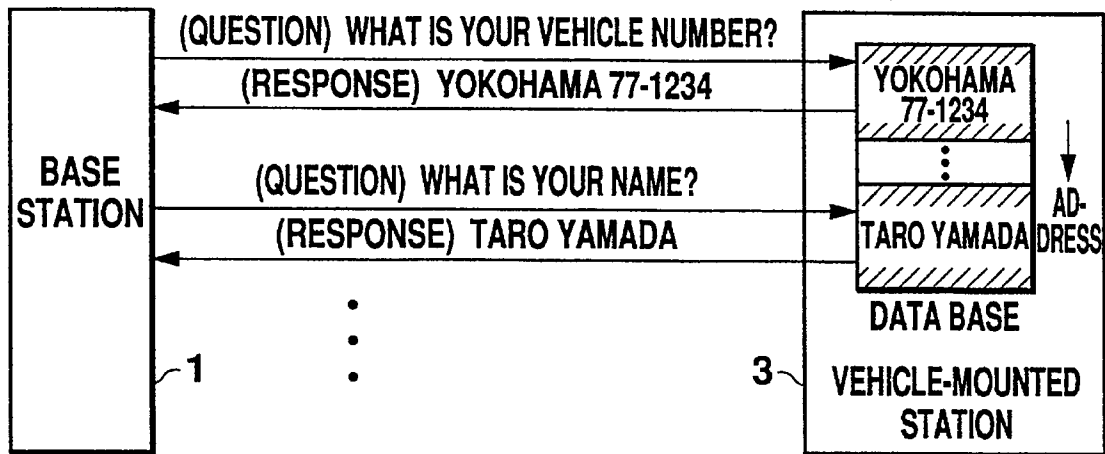 (QUESTION) WHAT IS YOUR VEHICLE NUMBER?
(RESPONSE) YOKOHAMA 77-1234
YOKOHAMA
77-1234
BASE
STATION
(QUESTION) WHAT IS YOUR NAME?
(RESPONSE) TARO YAMADA
TARO YAMADA
AD-
DRESS
DATA BASE
1
3
VEHICLE-MOUNTED
STATION